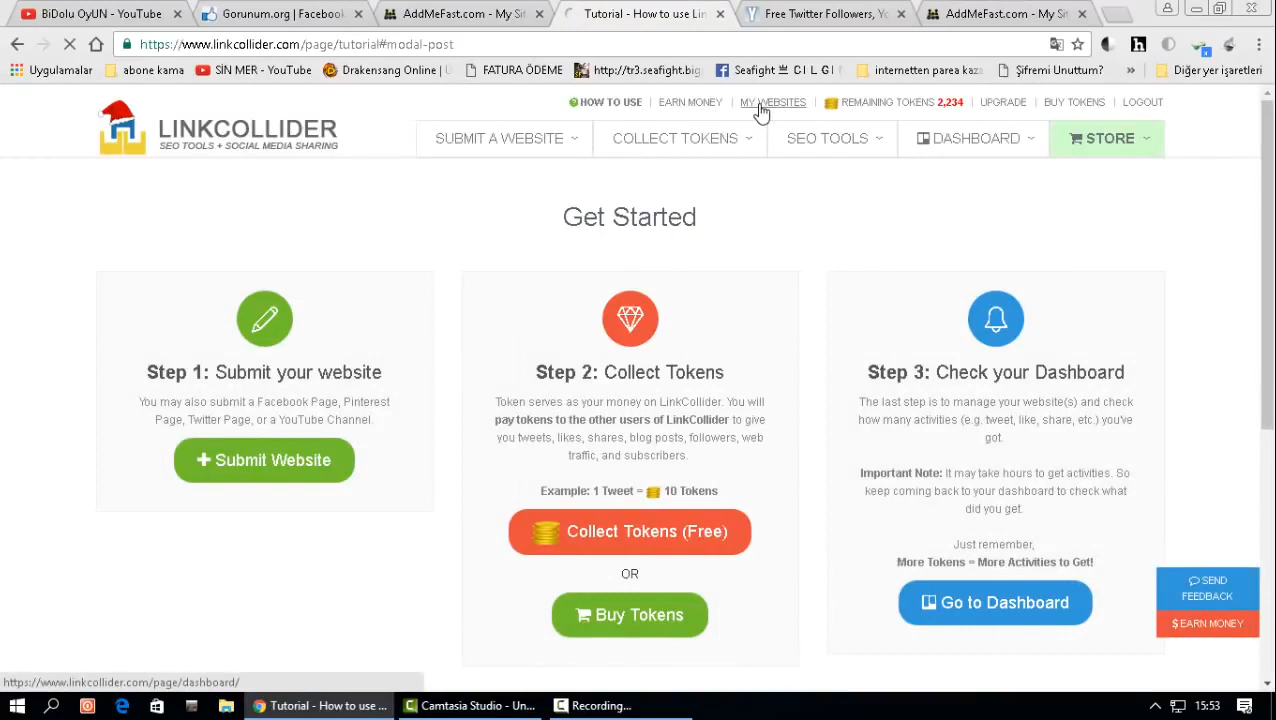 BiDolu OyUN - YouTube
Gorunum.org | Facebook
AddMeFast.com - My Sit
Tutorial - How to use Lin
Free Twitter Followers, Yo
AddMeFast.com - My Sit
https://www.linkcollider.com/page/tutorial#modal-post
Uygulamalar
abone kama
SİN MER - YouTube
Drakensang Online |
FATURA ÖDEME
http://tr3.seafight.big
Seafight
C L G I
internetten parea kaza
Şifremi Unuttum?
»
Diğer yer işaretleri
HOW TO USE
EARN MONEY
MY WEBSITES
REMAINING TOKENS 2,234
UPGRADE
BUY TOKENS
LOGOUT
LINKCOLLIDER
SEO TOOLS + SOCIAL MEDIA SHARING
SUBMIT A WEBSITE
COLLECT TOKENS
SEO TOOLS
DASHBOARD
STORE
Get Started
Step 1: Submit your website
You may also submit a Facebook Page, Pinterest
Page, Twitter Page, or a YouTube Channel.
+ Submit Website
Step 2: Collect Tokens
Token serves as your money on LinkCollider. You will
pay tokens to the other users of LinkCollider to give
you tweets, likes, shares, blog posts, followers, web
traffic, and subscribers.
Example: 1 Tweet = 10 Tokens
Collect Tokens (Free)
OR
Buy Tokens
Step 3: Check your Dashboard
The last step is to manage your website(s) and check
how many activities (e.g. tweet, like, share, etc.) you've
got.
Important Note: It may take hours to get activities. So
keep coming back to your dashboard to check what
did you get.
Just remember,
More Tokens = More Activities to Get!
Go to Dashboard
SEND
FEEDBACK
$ EARN MONEY
https://www.linkcollider.com/page/dashboard/
Tutorial - How to use ...
Camtasia Studio - Un...
Recording...
15:53